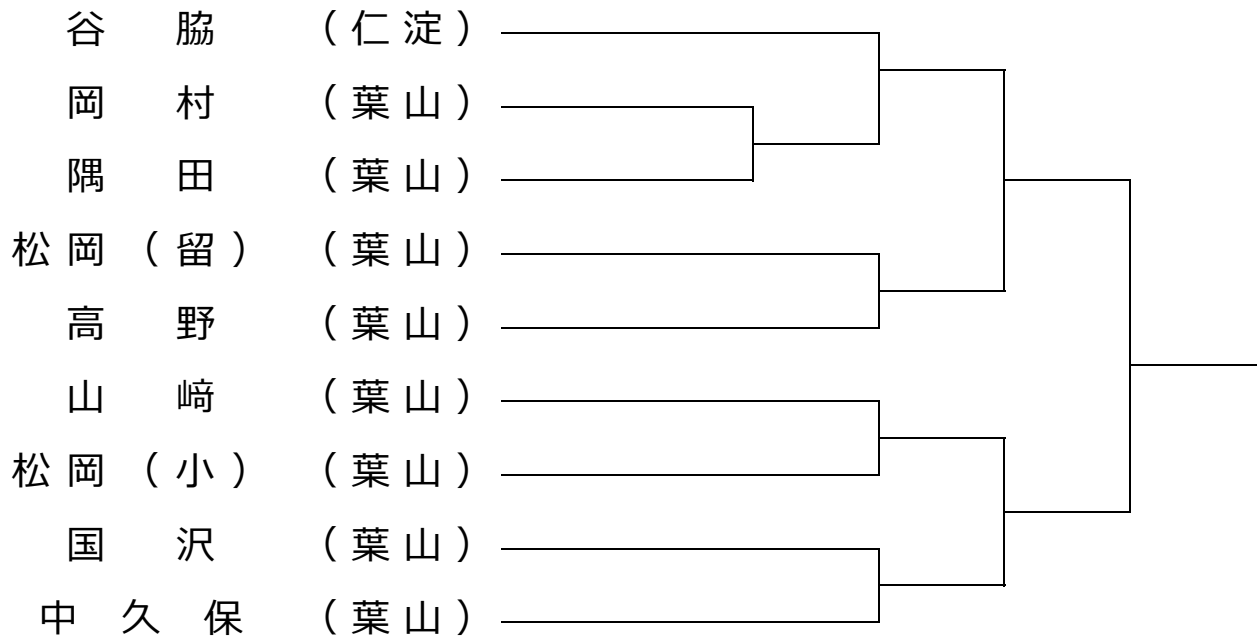 谷脇（仁淀）
岡村（葉山）
隅田（葉山）
松岡（留）（葉山）
高野（葉山）
山﨑（葉山）
松岡（小）（葉山）
国沢（葉山）
中久保（葉山）